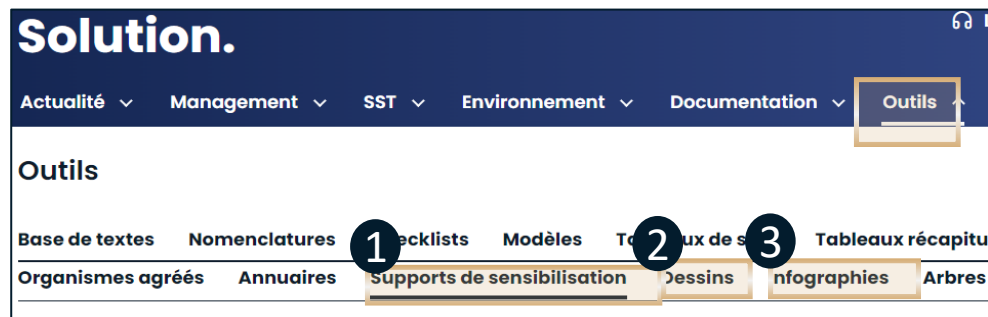 Solution.
Actualité Management SST Environnement Documentation Outils
Outils
Base de textes Nomenclatures 1 ecklists Modèles 2 ux de 3 Tableaux récapitu
Organismes agréés Annuaires Supports de sensibilisation Dessins nfographies Arbres